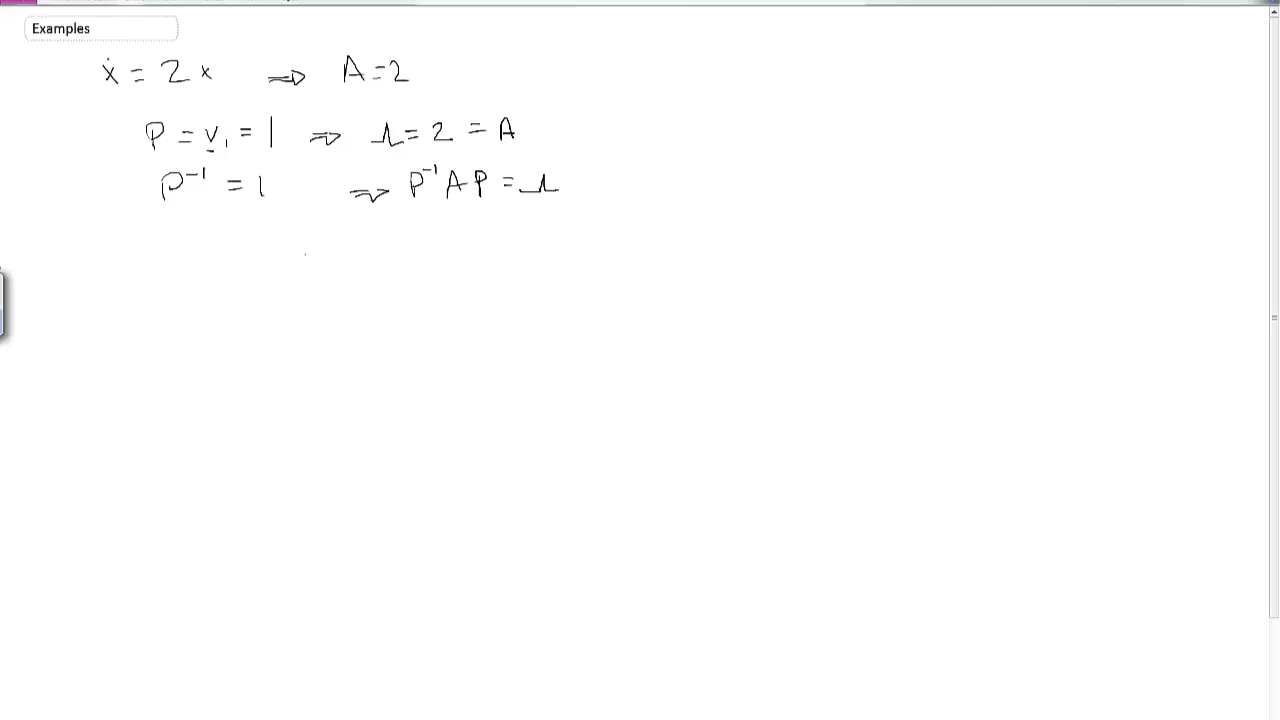 Examples
ẋ = 2x ⇒ A = 2
P = v₁ = 1 ⇒ Λ = 2 = A
P⁻¹ = 1 ⇒ P⁻¹AP = Λ